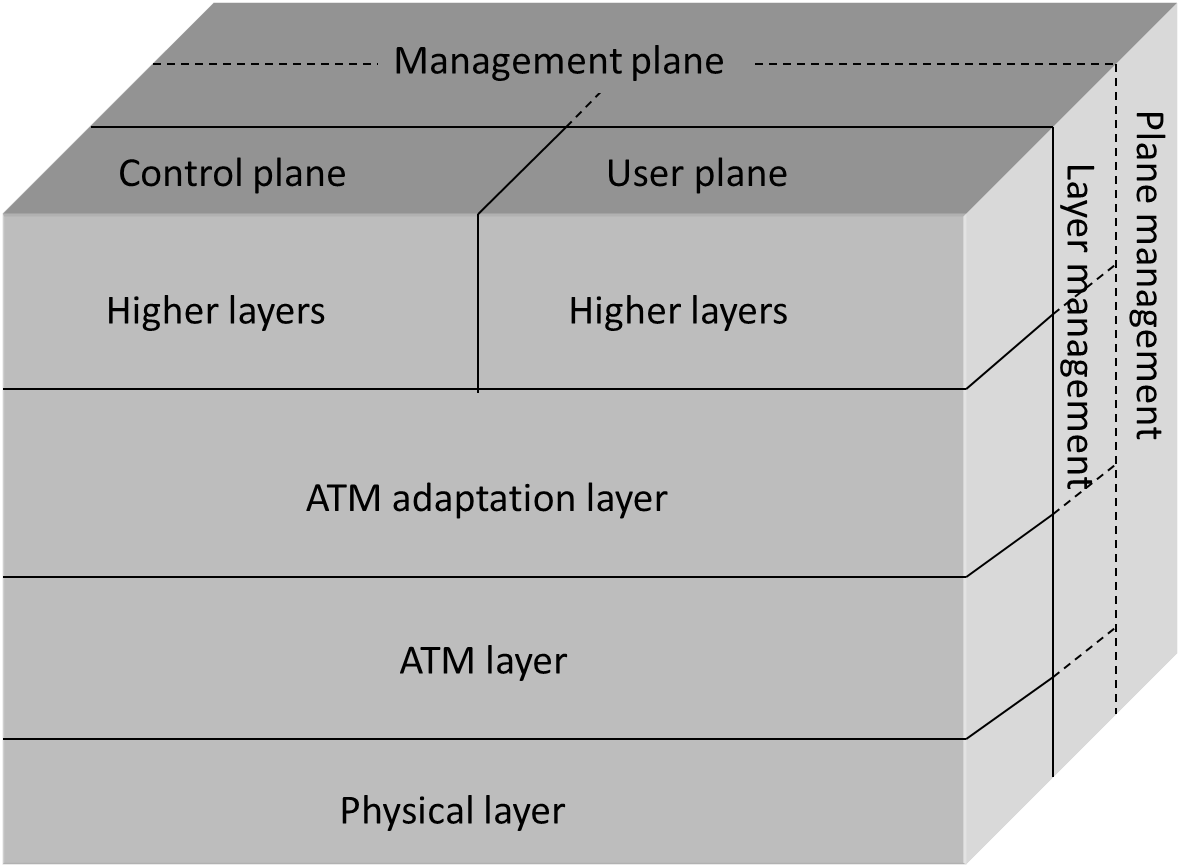 Management plane
Control plane
User plane
Higher layers
Higher layers
ATM adaptation layer
ATM layer
Physical layer
Layer management
Plane management